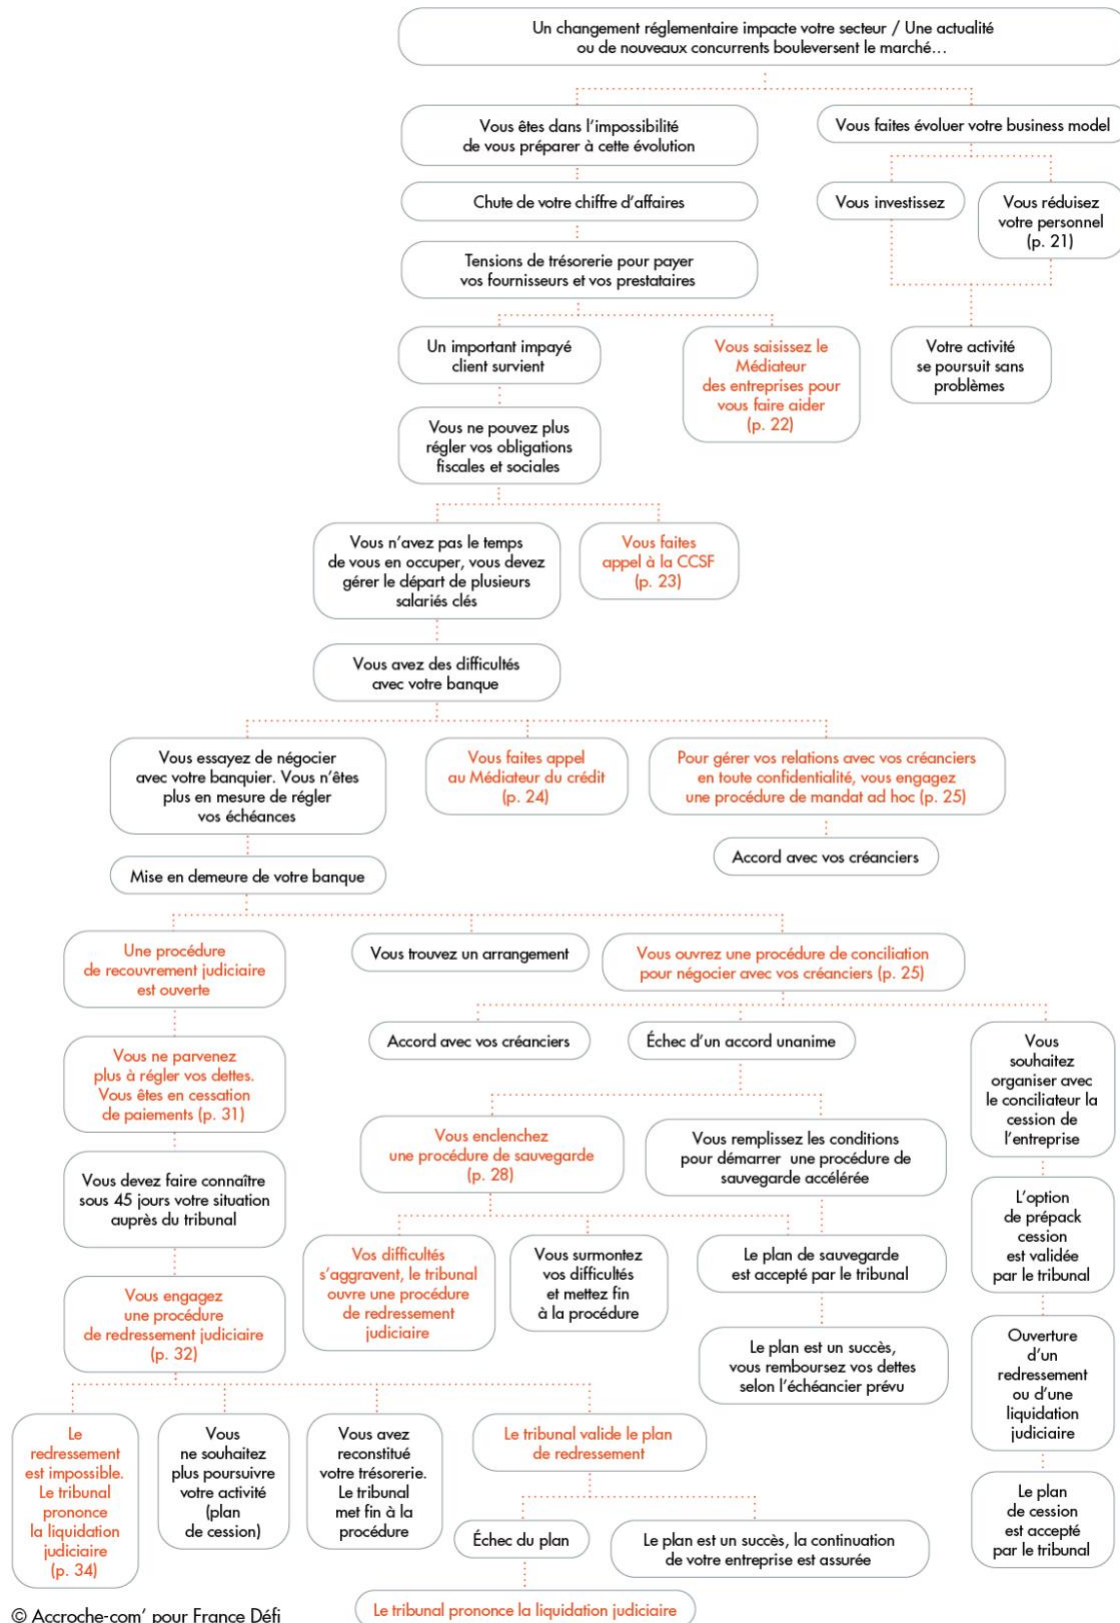 Un changement réglementaire impacte votre secteur / Une actualité
ou de nouveaux concurrents bouleversent le marché…
Vous êtes dans l’impossibilité
de vous préparer à cette évolution
Vous faites évoluer votre business model
Chute de votre chiffre d’affaires
Vous investissez
Vous réduisez
votre personnel
(p. 21)
Tensions de trésorerie pour payer
vos fournisseurs et vos prestataires
Un important impayé
client survient
Vous saisissez le
Médiateur
des entreprises pour
vous faire aider
(p. 22)
Votre activité
se poursuit sans
problèmes
Vous ne pouvez plus
régler vos obligations
fiscales et sociales
Vous n’avez pas le temps
de vous en occuper, vous devez
gérer le départ de plusieurs
salariés clés
Vous faites
appel à la CCSF
(p. 23)
Vous avez des difficultés
avec votre banque
Vous essayez de négocier
avec votre banquier. Vous n’êtes
plus en mesure de régler
vos échéances
Vous faites appel
au Médiateur du crédit
(p. 24)
Pour gérer vos relations avec vos créanciers
en toute confidentialité, vous engagez
une procédure de mandat ad hoc (p. 25)
Accord avec vos créanciers
Mise en demeure de votre banque
Une procédure
de recouvrement judiciaire
est ouverte
Vous trouvez un arrangement
Vous ouvrez une procédure de conciliation
pour négocier avec vos créanciers (p. 25)
Vous ne parvenez
plus à régler vos dettes.
Vous êtes en cessation
de paiements (p. 31)
Accord avec vos créanciers
Échec d’un accord unanime
Vous
souhaitez
organiser avec
le conciliateur la
cession de
l’entreprise
Vous enclenchez
une procédure de sauvegarde
(p. 28)
Vous remplissez les conditions
pour démarrer une procédure de
sauvegarde accélérée
Vous devez faire connaître
sous 45 jours votre situation
auprès du tribunal
L’option
de prépack
cession
est validée
par le tribunal
Vos difficultés
s’aggravent, le tribunal
ouvre une procédure
de redressement
judiciaire
Vous surmontez
vos difficultés
et mettez fin
à la procédure
Le plan de sauvegarde
est accepté par le tribunal
Vous engagez
une procédure
de redressement judiciaire
(p. 32)
Le plan est un succès,
vous remboursez vos dettes
selon l’échéancier prévu
Ouverture
d’un
redressement
ou d’une
liquidation
judiciaire
Le
redressement
est impossible.
Le tribunal
prononce
la liquidation
judiciaire
(p. 34)
Vous
ne souhaitez
plus poursuivre
votre activité
(plan
de cession)
Vous avez
reconstitué
votre trésorerie.
Le tribunal
met fin à la
procédure
Le tribunal valide le plan
de redressement
Le plan
de cession
est accepté
par le tribunal
Échec du plan
Le plan est un succès, la continuation
de votre entreprise est assurée
Le tribunal prononce la liquidation judiciaire
© Accroche-com’ pour France Défi